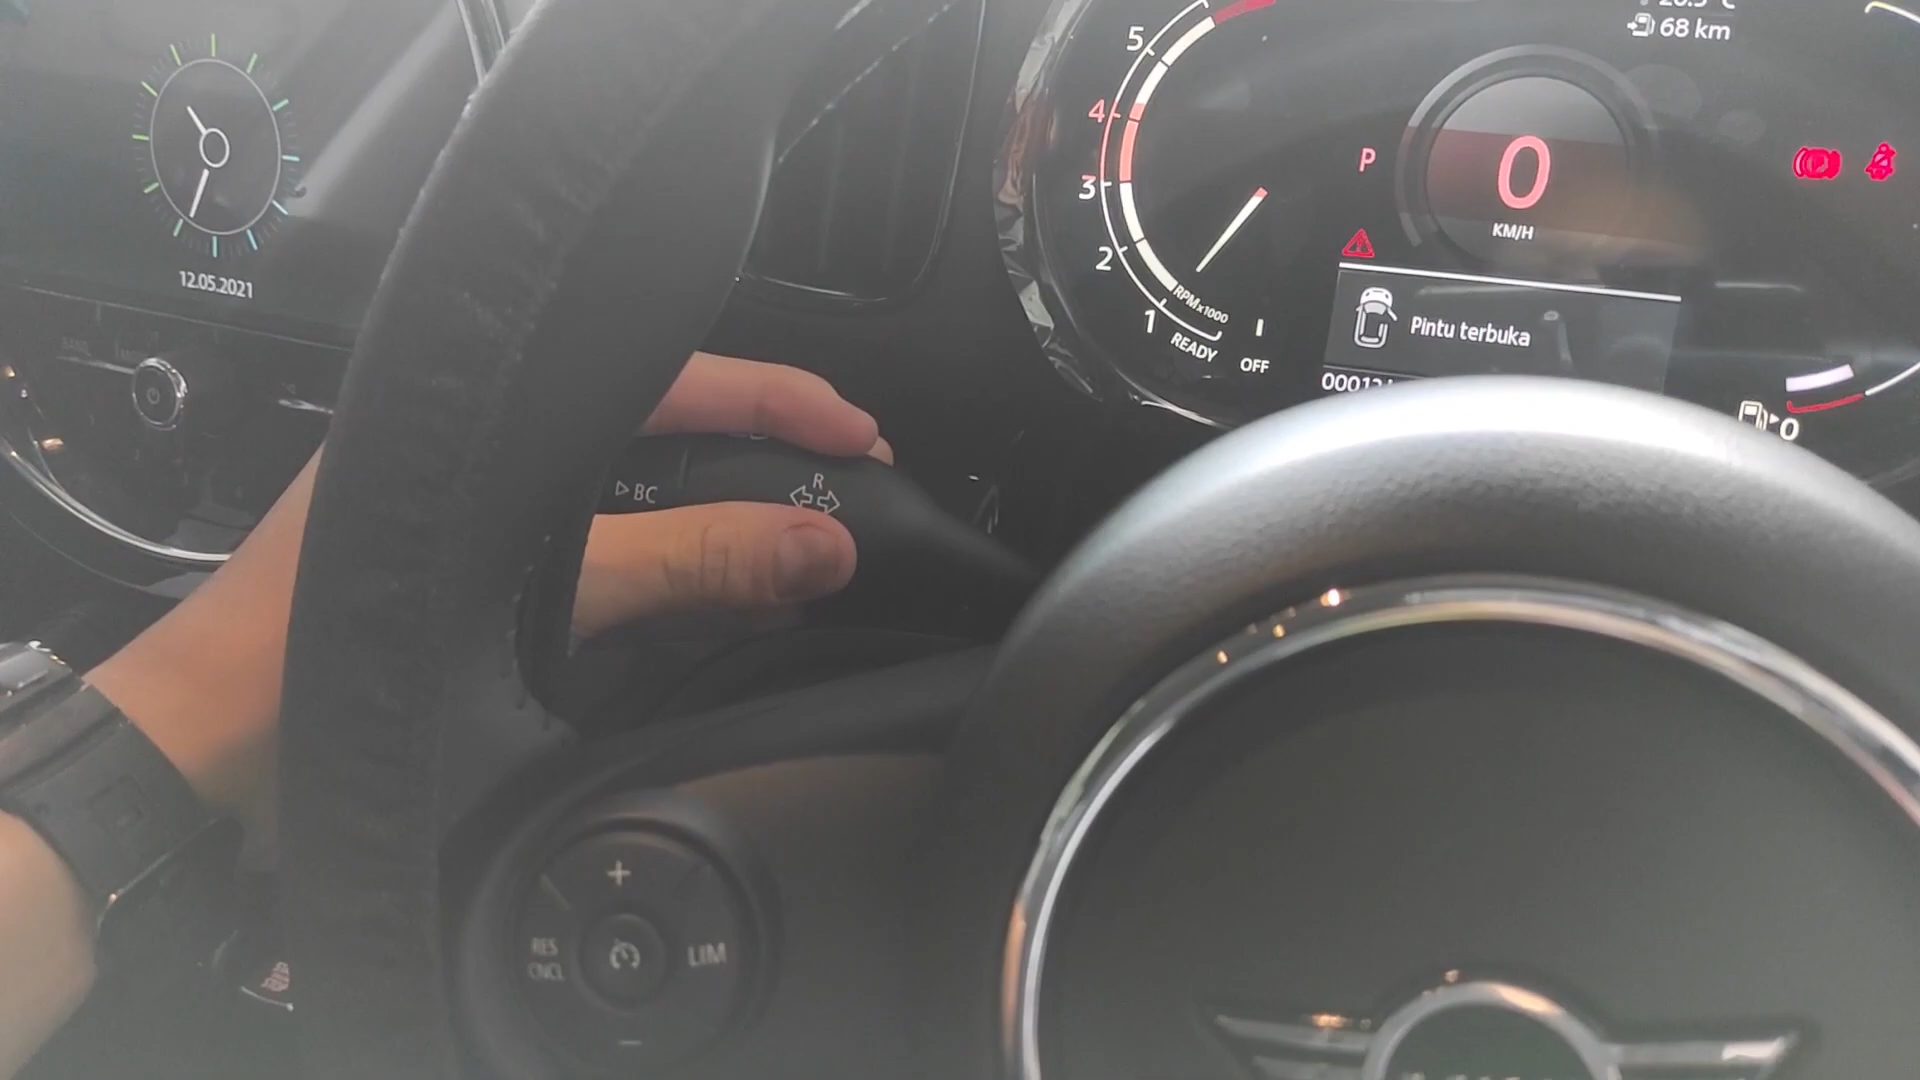 12.05.2021
BC
R
+
RES
CNCL
LIM
5
4
3
2
1
RPMx1000
READY
OFF
68 km
P
0
KM/H
Pintu terbuka
0